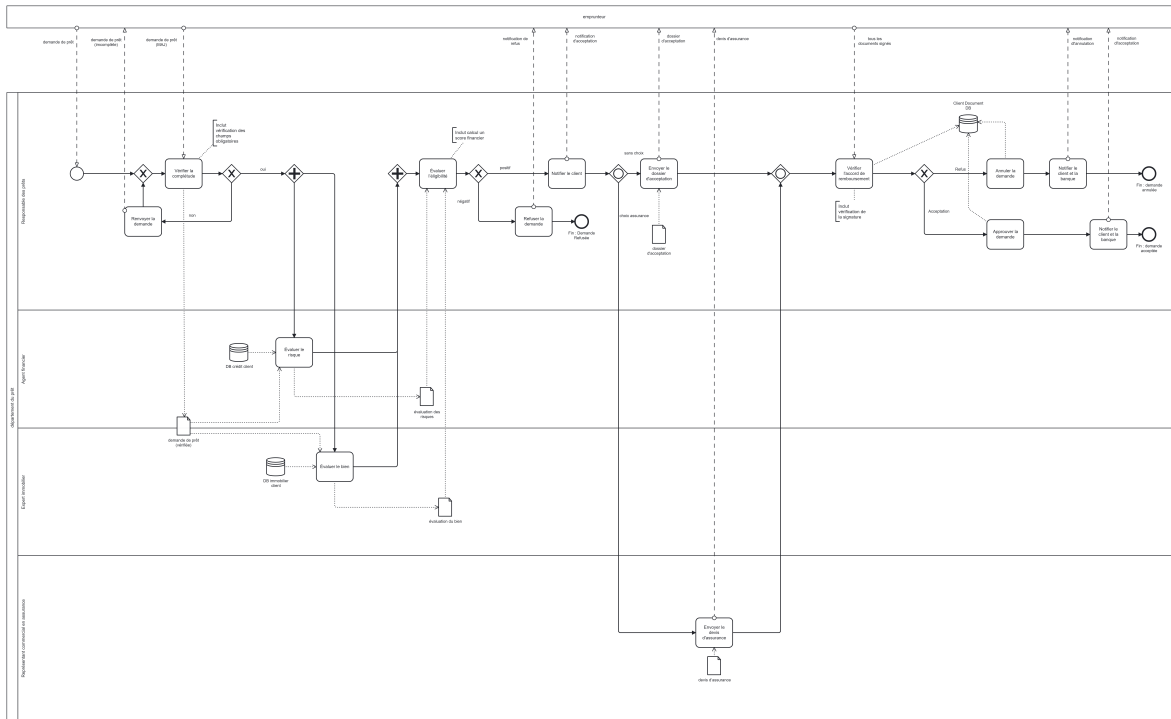 emprunteur
demande de prêt
demande de prêt
(incomplète)
demande de prêt
(MAJ)
notification de
refus
notification
d'acceptation
dossier
d'acceptation
devis d'assurance
tous les
documents signés
notification
d'annulation
notification
d'acceptation
département du prêt
Responsable des prêts
Inclut
vérification des
champs
obligatoires
Vérifier la
complétude
oui
non
Renvoyer la
demande
Inclut calcul un
score financier
Évaluer
l'éligibilité
positif
négatif
Notifier le client
Refuser la
demande
Fin : Demande
Refusée
sans choix
choix assurance
Envoyer le
dossier
d'acceptation
dossier
d'acceptation
Vérifier
l'accord de
remboursement
Inclut
vérification de
la signature
Client Document
DB
Refus
Acceptation
Annuler la
demande
Approuver la
demande
Notifier le
client et la
banque
Notifier le
client et la
banque
Fin : demande
annulée
Fin : demande
acceptée
Agent financier
DB crédit client
Évaluer le
risque
évaluation des
risques
demande de prêt
(vérifiée)
Expert immobilier
DB immobilier
client
Évaluer le bien
évaluation du bien
Représentant commercial en assurance
Envoyer le
devis
d'assurance
devis d'assurance